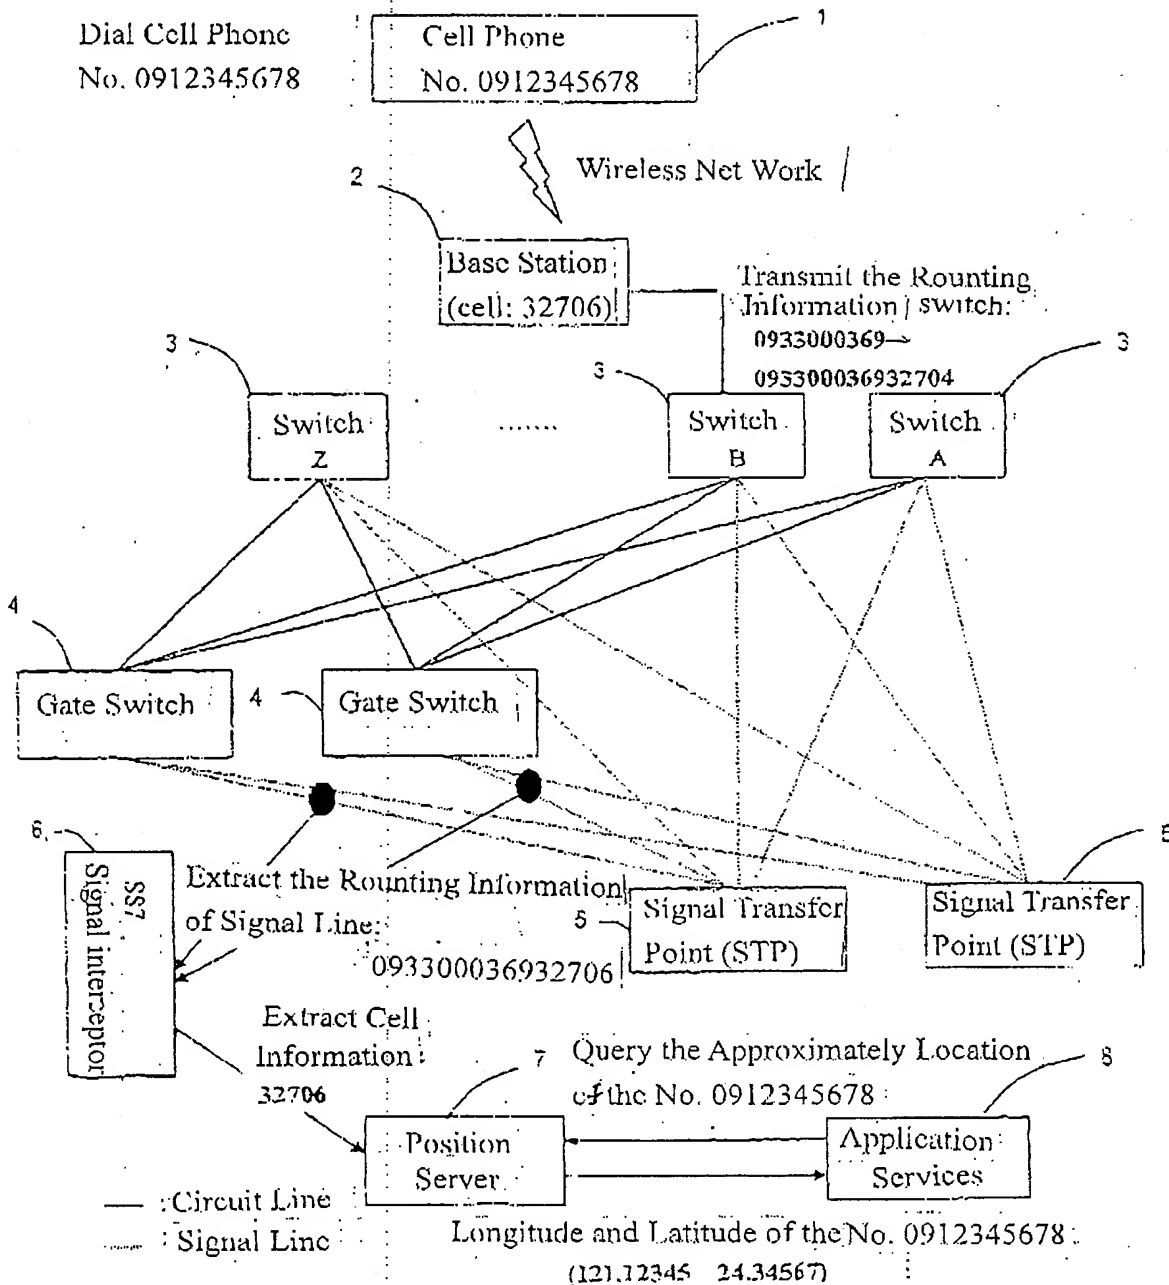 Dial Cell Phone
No. 0912345678
Cell Phone
No. 0912345678
1
Wireless Net Work
2
Base Station
(cell: 32706)
Transmit the Rounting
Information / switch:
0933000369→
093300036932704
3
3
3
Switch
Z
.......
Switch
B
Switch
A
4
Gate Switch
4
Gate Switch
6
SS7
Signal interceptor
Extract the Rounting Information
of Signal Line:
093300036932706
5
Signal Transfer
Point (STP)
5
Signal Transfer
Point (STP)
Extract Cell
Information:
32706
7
Query the Approximately Location
of the No. 0912345678
8
Position
Server
Application
Services
: Circuit Line
: Signal Line
Longitude and Latitude of the No. 0912345678:
(121.12345 24.34567)